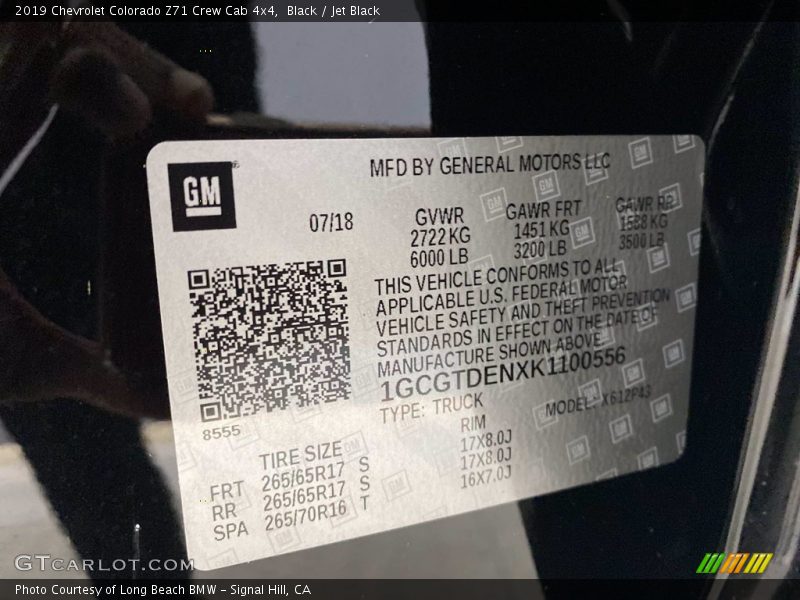 2019 Chevrolet Colorado Z71 Crew Cab 4x4,  Black / Jet Black
GM
MFD BY GENERAL MOTORS LLC
07/18
GVWR
2722 KG
6000 LB
GAWR FRT
1451 KG
3200 LB
GAWR RR
1588 KG
3500 LB
THIS VEHICLE CONFORMS TO ALL
APPLICABLE U.S. FEDERAL MOTOR
VEHICLE SAFETY AND THEFT PREVENTION
STANDARDS IN EFFECT ON THE DATE OF
MANUFACTURE SHOWN ABOVE.
1GCGTDENXK1100556
TYPE: TRUCK
MODEL: X612P43
8555
TIRE SIZE
RIM
FRT 265/65R17 S 17X8.0J
RR 265/65R17 S 17X8.0J
SPA 265/70R16 T 16X7.0J
GTCARLOT.COM
Photo Courtesy of Long Beach BMW - Signal Hill, CA